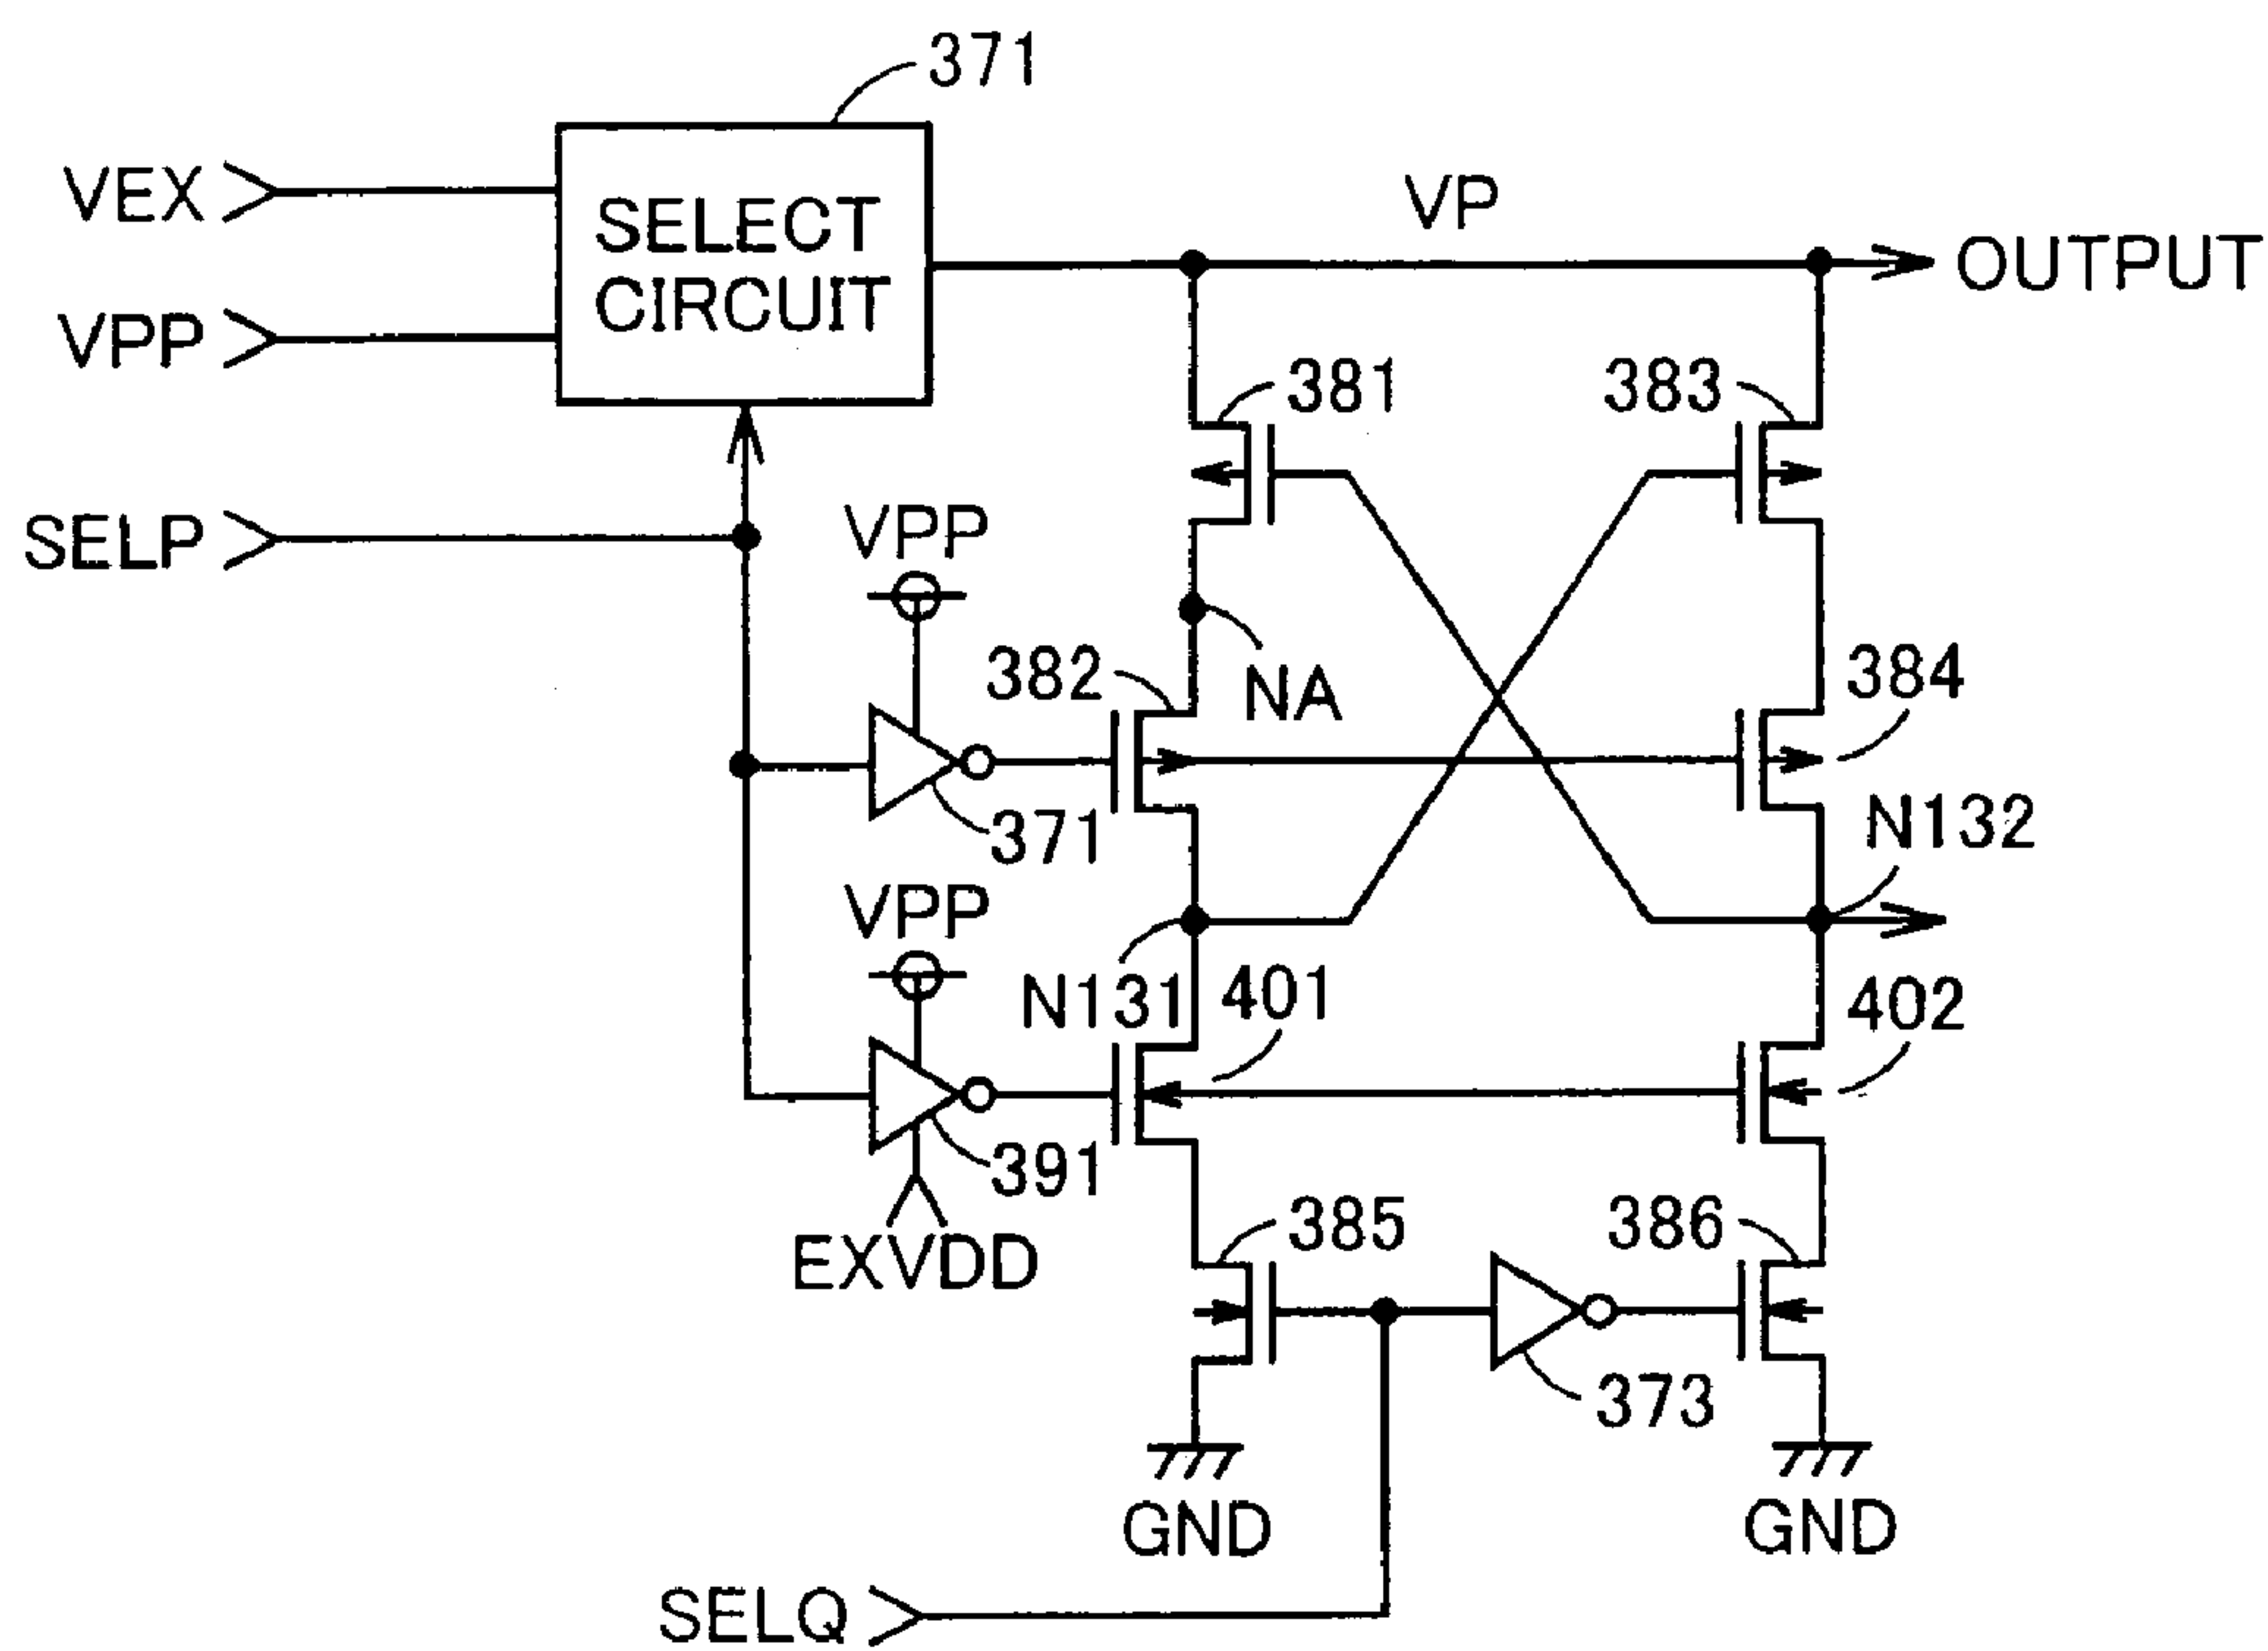 371
VEX
SELECT
CIRCUIT
VP
OUTPUT
VPP
381
383
SELP
VPP
382
NA
384
371
N132
VPP
N131
401
402
391
EXVDD
385
386
373
GND
GND
SELQ